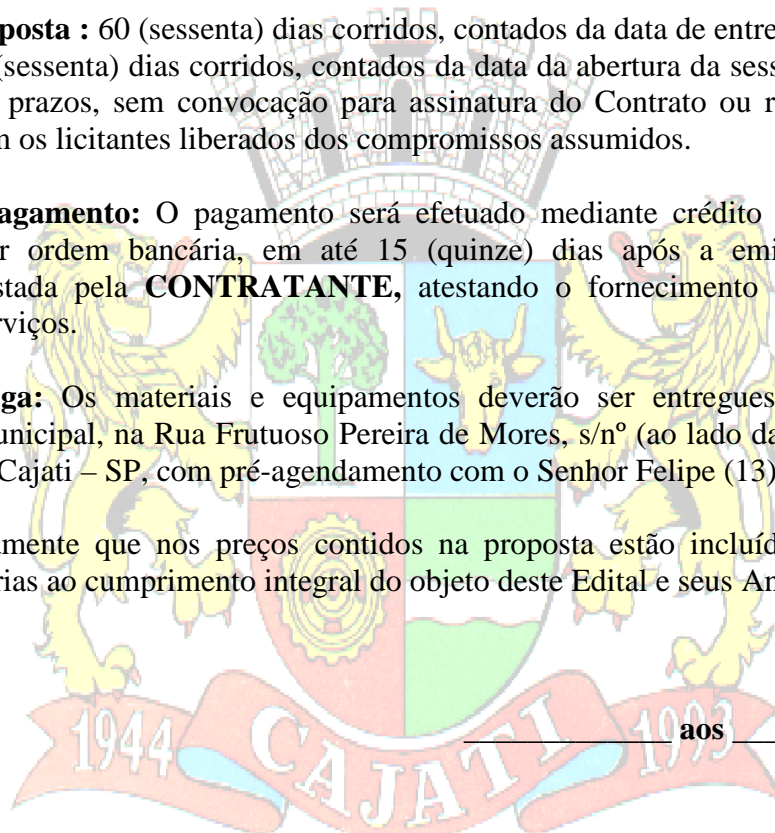 posta : 60 (sessenta) dias corridos, contados da data de entre
(sessenta) dias corridos, contados da data da abertura da sess
prazos, sem convocação para assinatura do Contrato ou r
os licitantes liberados dos compromissos assumidos.
agamento: O pagamento será efetuado mediante crédito
r ordem bancária, em até 15 (quinze) dias após a emi
stada pela CONTRATANTE, atestando o fornecimento
rviços.
ga: Os materiais e equipamentos deverão ser entregues
unicipal, na Rua Frutuoso Pereira de Mores, s/nº (ao lado da
Cajati – SP, com pré-agendamento com o Senhor Felipe (13)
mente que nos preços contidos na proposta estão incluíd
rias ao cumprimento integral do objeto deste Edital e seus An
_______________ aos ___
1944 CAJATI 1993